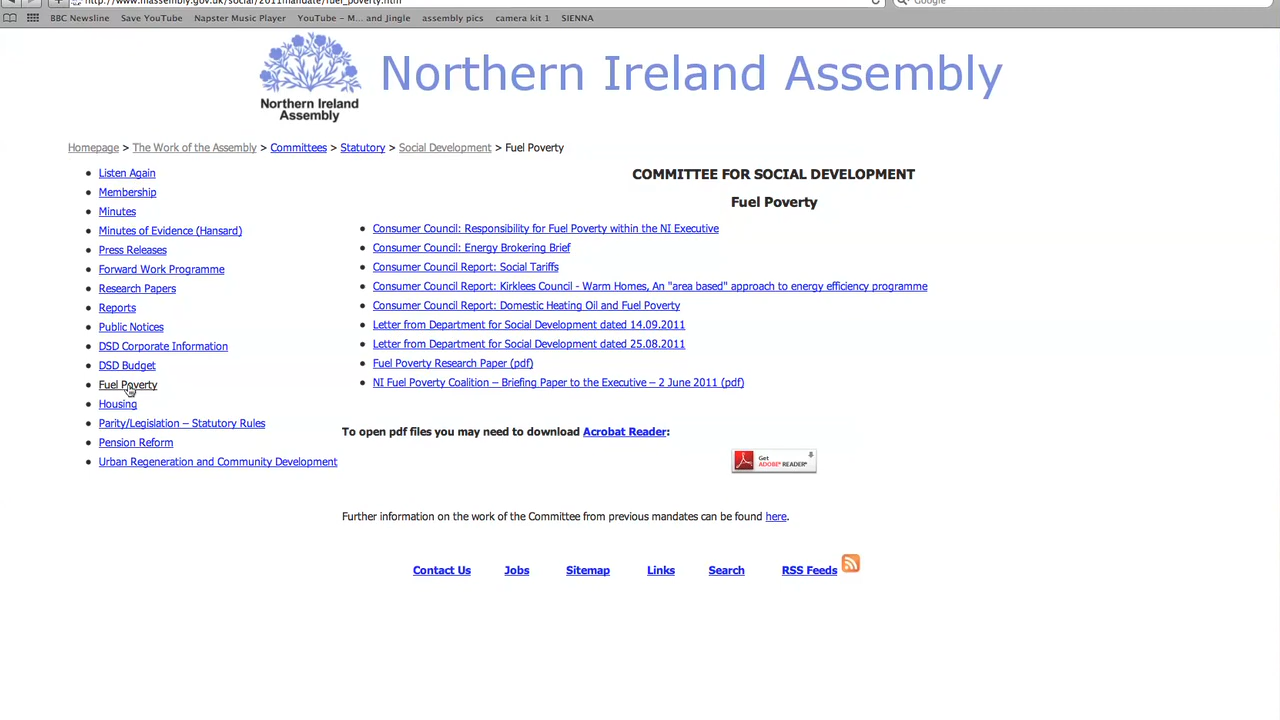 http://www.niassembly.gov.uk/social/2011mandate/fuel_poverty.htm
Google
BBC Newsline
Save YouTube
Napster Music Player
YouTube – M... and Jingle
assembly pics
camera kit 1
SIENNA
Northern Ireland Assembly
Northern Ireland
Assembly
Homepage > The Work of the Assembly > Committees > Statutory > Social Development > Fuel Poverty
Listen Again
Membership
Minutes
Minutes of Evidence (Hansard)
Press Releases
Forward Work Programme
Research Papers
Reports
Public Notices
DSD Corporate Information
DSD Budget
Fuel Poverty
Housing
Parity/Legislation – Statutory Rules
Pension Reform
Urban Regeneration and Community Development
COMMITTEE FOR SOCIAL DEVELOPMENT
Fuel Poverty
Consumer Council: Responsibility for Fuel Poverty within the NI Executive
Consumer Council: Energy Brokering Brief
Consumer Council Report: Social Tariffs
Consumer Council Report: Kirklees Council - Warm Homes, An "area based" approach to energy efficiency programme
Consumer Council Report: Domestic Heating Oil and Fuel Poverty
Letter from Department for Social Development dated 14.09.2011
Letter from Department for Social Development dated 25.08.2011
Fuel Poverty Research Paper (pdf)
NI Fuel Poverty Coalition – Briefing Paper to the Executive – 2 June 2011 (pdf)
To open pdf files you may need to download Acrobat Reader:
Get
ADOBE® READER®
Further information on the work of the Committee from previous mandates can be found here.
Contact Us
Jobs
Sitemap
Links
Search
RSS Feeds